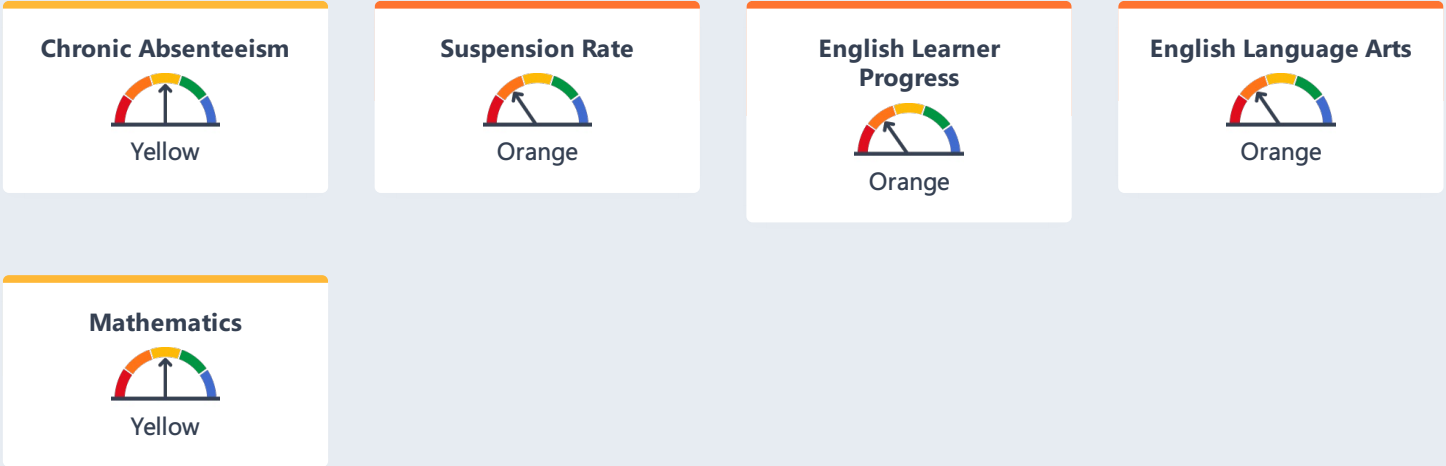 Chronic Absenteeism
Yellow
Suspension Rate
Orange
English Learner
Progress
Orange
English Language Arts
Orange
Mathematics
Yellow